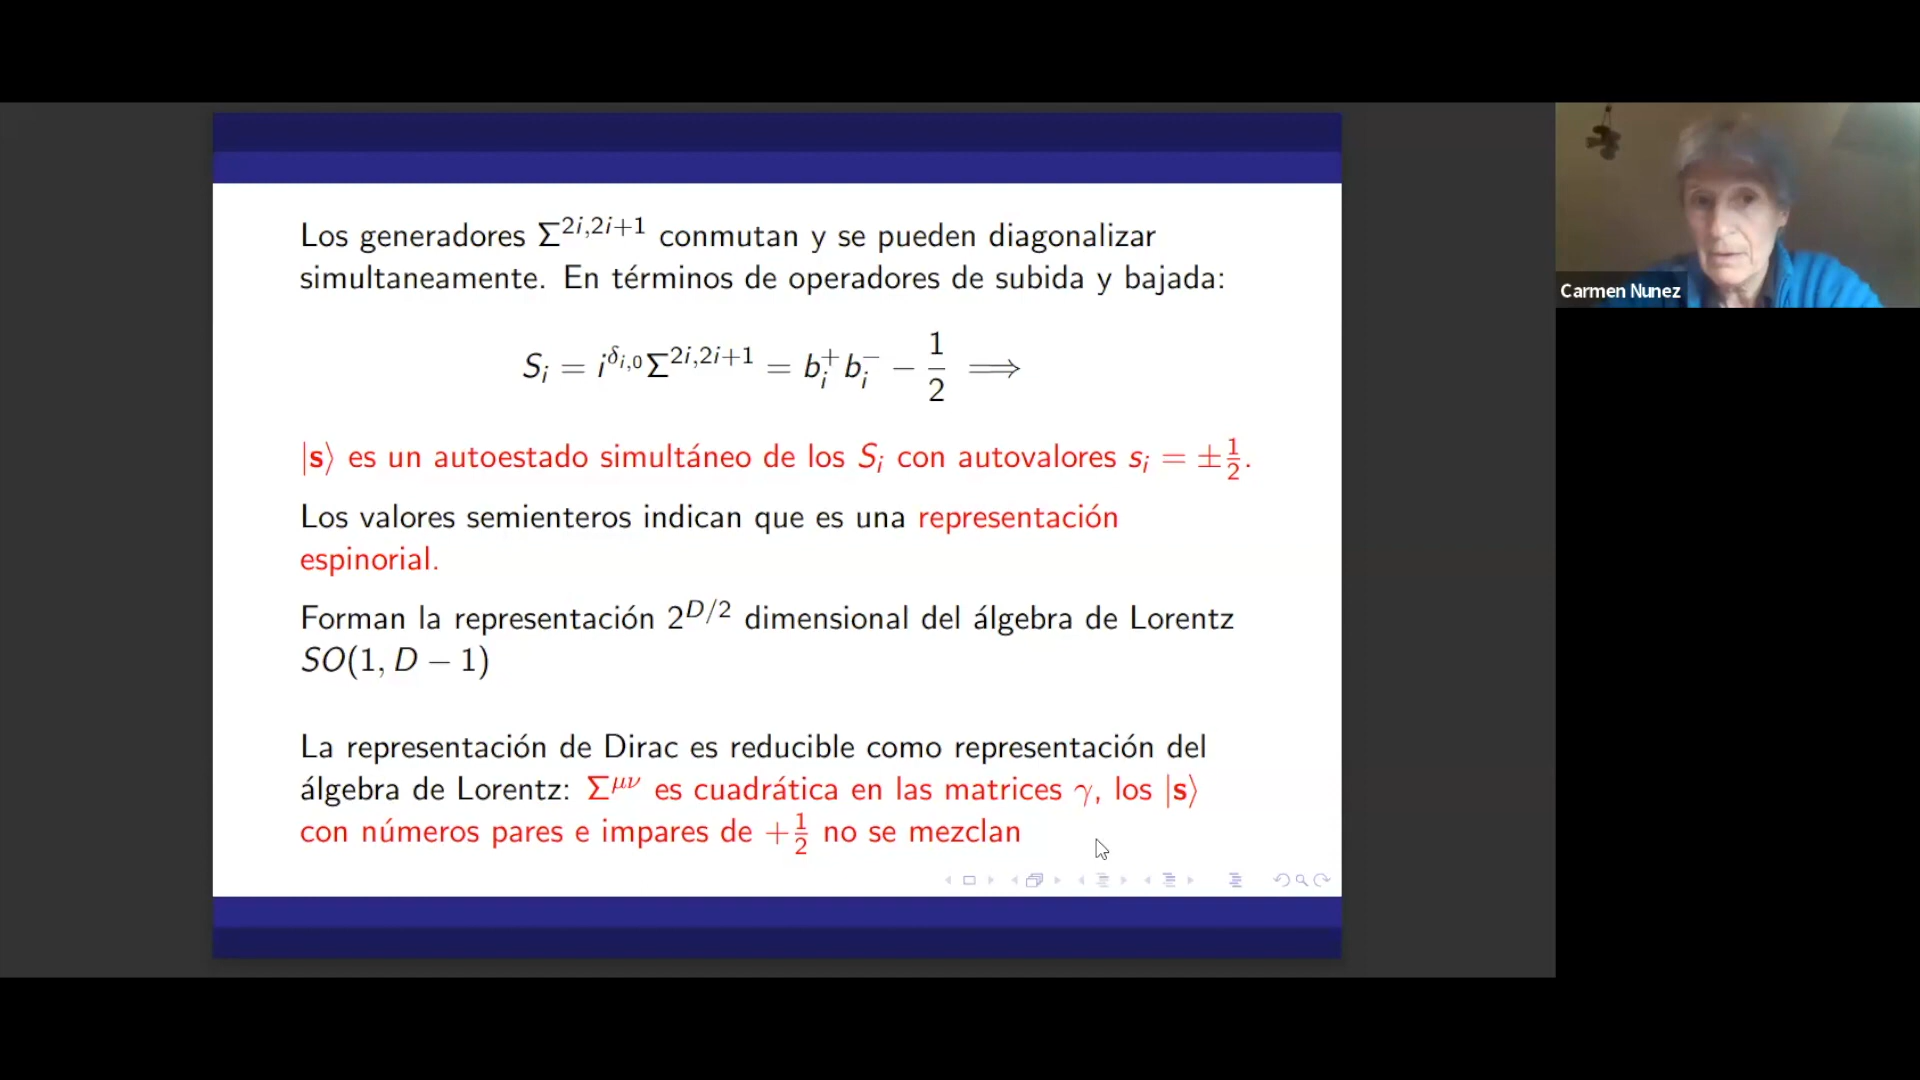 Los generadores Σ^{2i,2i+1} conmutan y se pueden diagonalizar
simultaneamente. En términos de operadores de subida y bajada:
S_i = i^{δ_{i,0}} Σ^{2i,2i+1} = b_i^+ b_i^- − 1/2 ⟹
|s⟩ es un autoestado simultáneo de los S_i con autovalores s_i = ±1/2.
Los valores semienteros indican que es una representación
espinorial.
Forman la representación 2^{D/2} dimensional del álgebra de Lorentz
SO(1, D − 1)
La representación de Dirac es reducible como representación del
álgebra de Lorentz: Σ^{μν} es cuadrática en las matrices γ, los |s⟩
con números pares e impares de +1/2 no se mezclan
Carmen Nunez